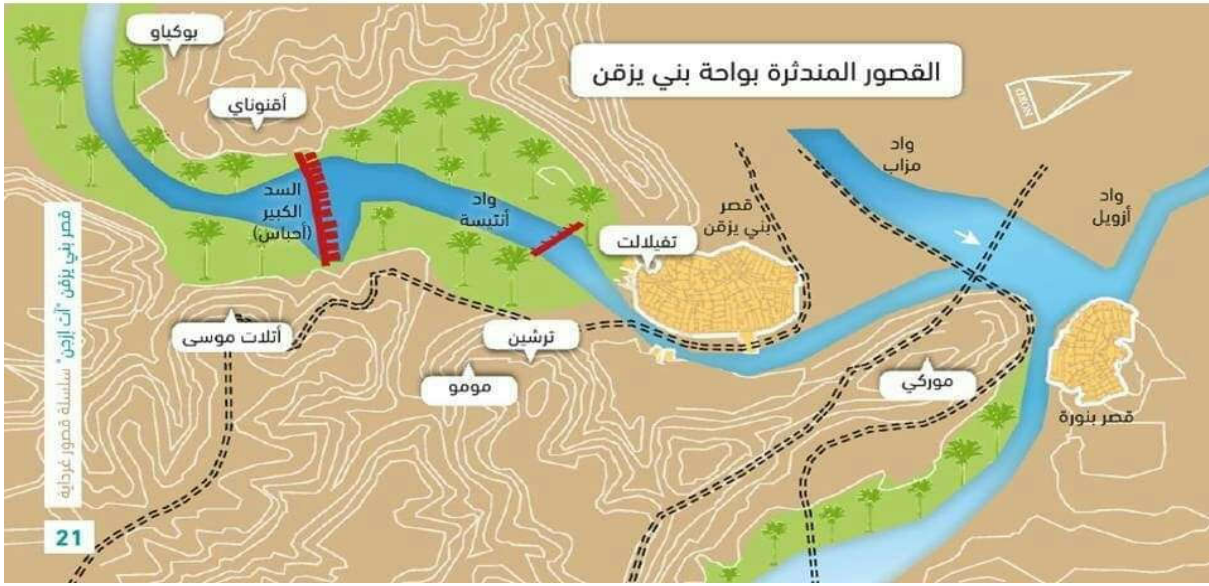 القصور المندثرة بواحة بني يزقن
بوكياو
أقنوناي
NORD
واد
مزاب
واد
أزويل
السد
الكبير
(أحباس)
واد
أنتيسة
قصر
بني يزقن
تفيلالت
أتلات موسى
ترشين
مومو
موركي
قصر بنورة
قصر بني يزقن "آت إزجن" سلسلة قصور غرداية
21